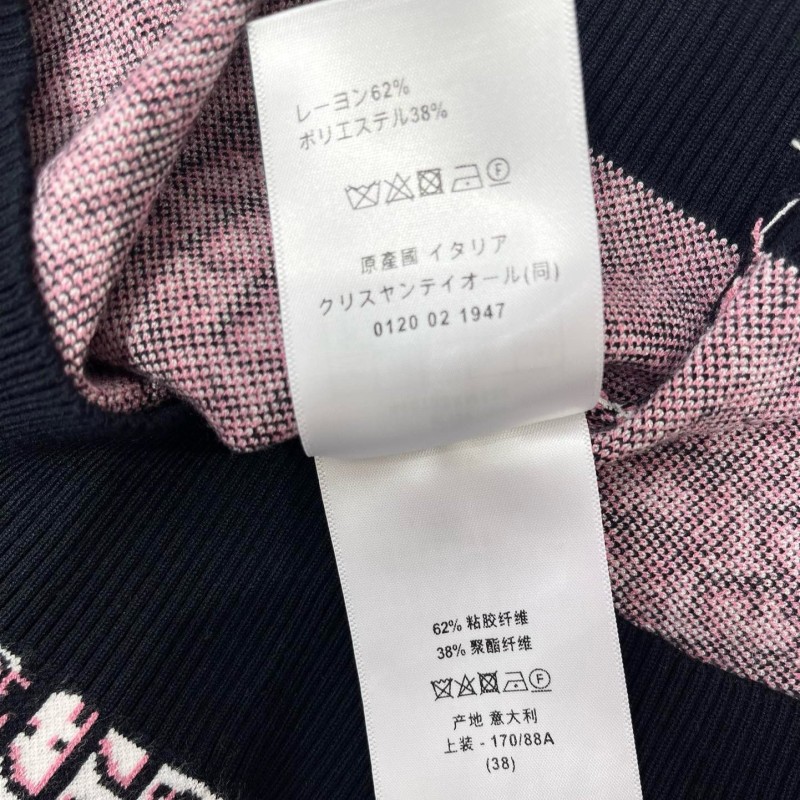 レーヨン62%
ポリエステル38%
F
原產國 イタリア
クリスヤンテイオール(同)
0120 02 1947
62% 粘胶纤维
38% 聚酯纤维
F
产地 意大利
上装 - 170/88A
(38)